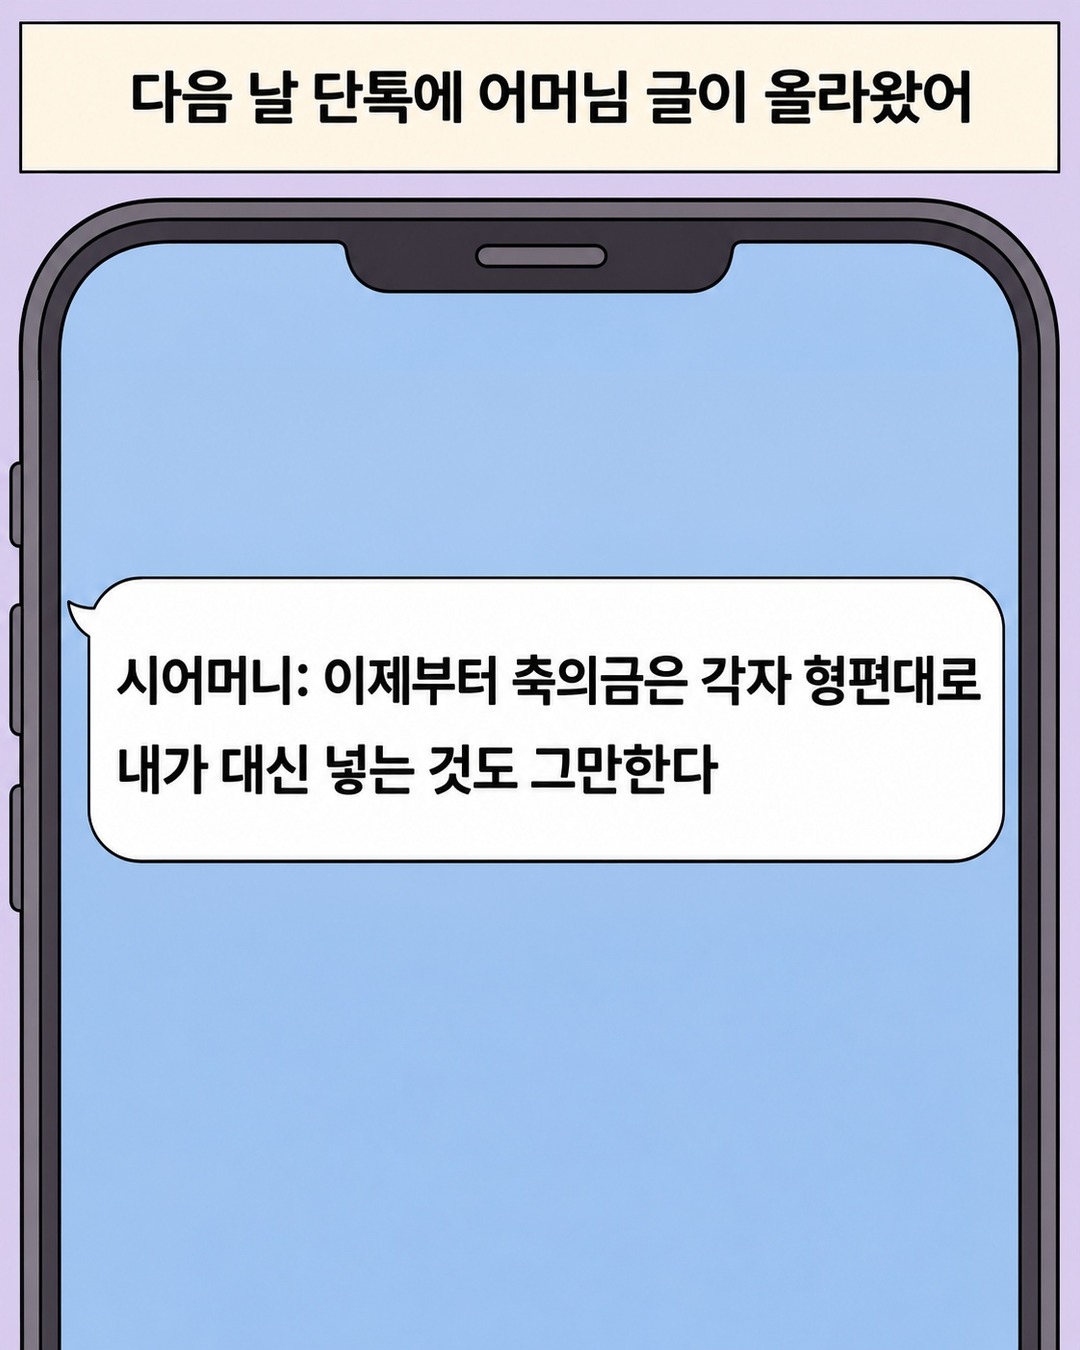 다음 날 단톡에 어머님 글이 올라왔어
시어머니: 이제부터 축의금은 각자 형편대로
내가 대신 넣는 것도 그만한다